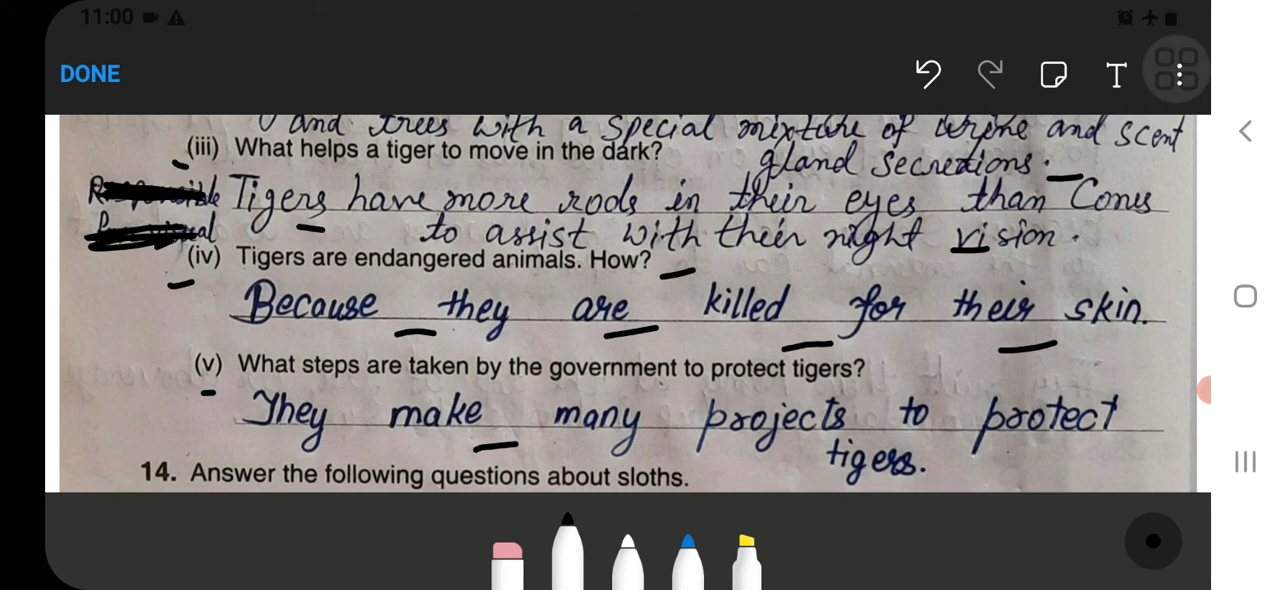 11:00
DONE
T
and trees with a special mixture of urine and scent
(iii) What helps a tiger to move in the dark?
gland secretions.
Tigers have more rods in their eyes than Cones
to assist with their night vision.
(iv) Tigers are endangered animals. How?
Because they are killed for their skin.
(v) What steps are taken by the government to protect tigers?
They make many projects to protect
tigers.
14. Answer the following questions about sloths.